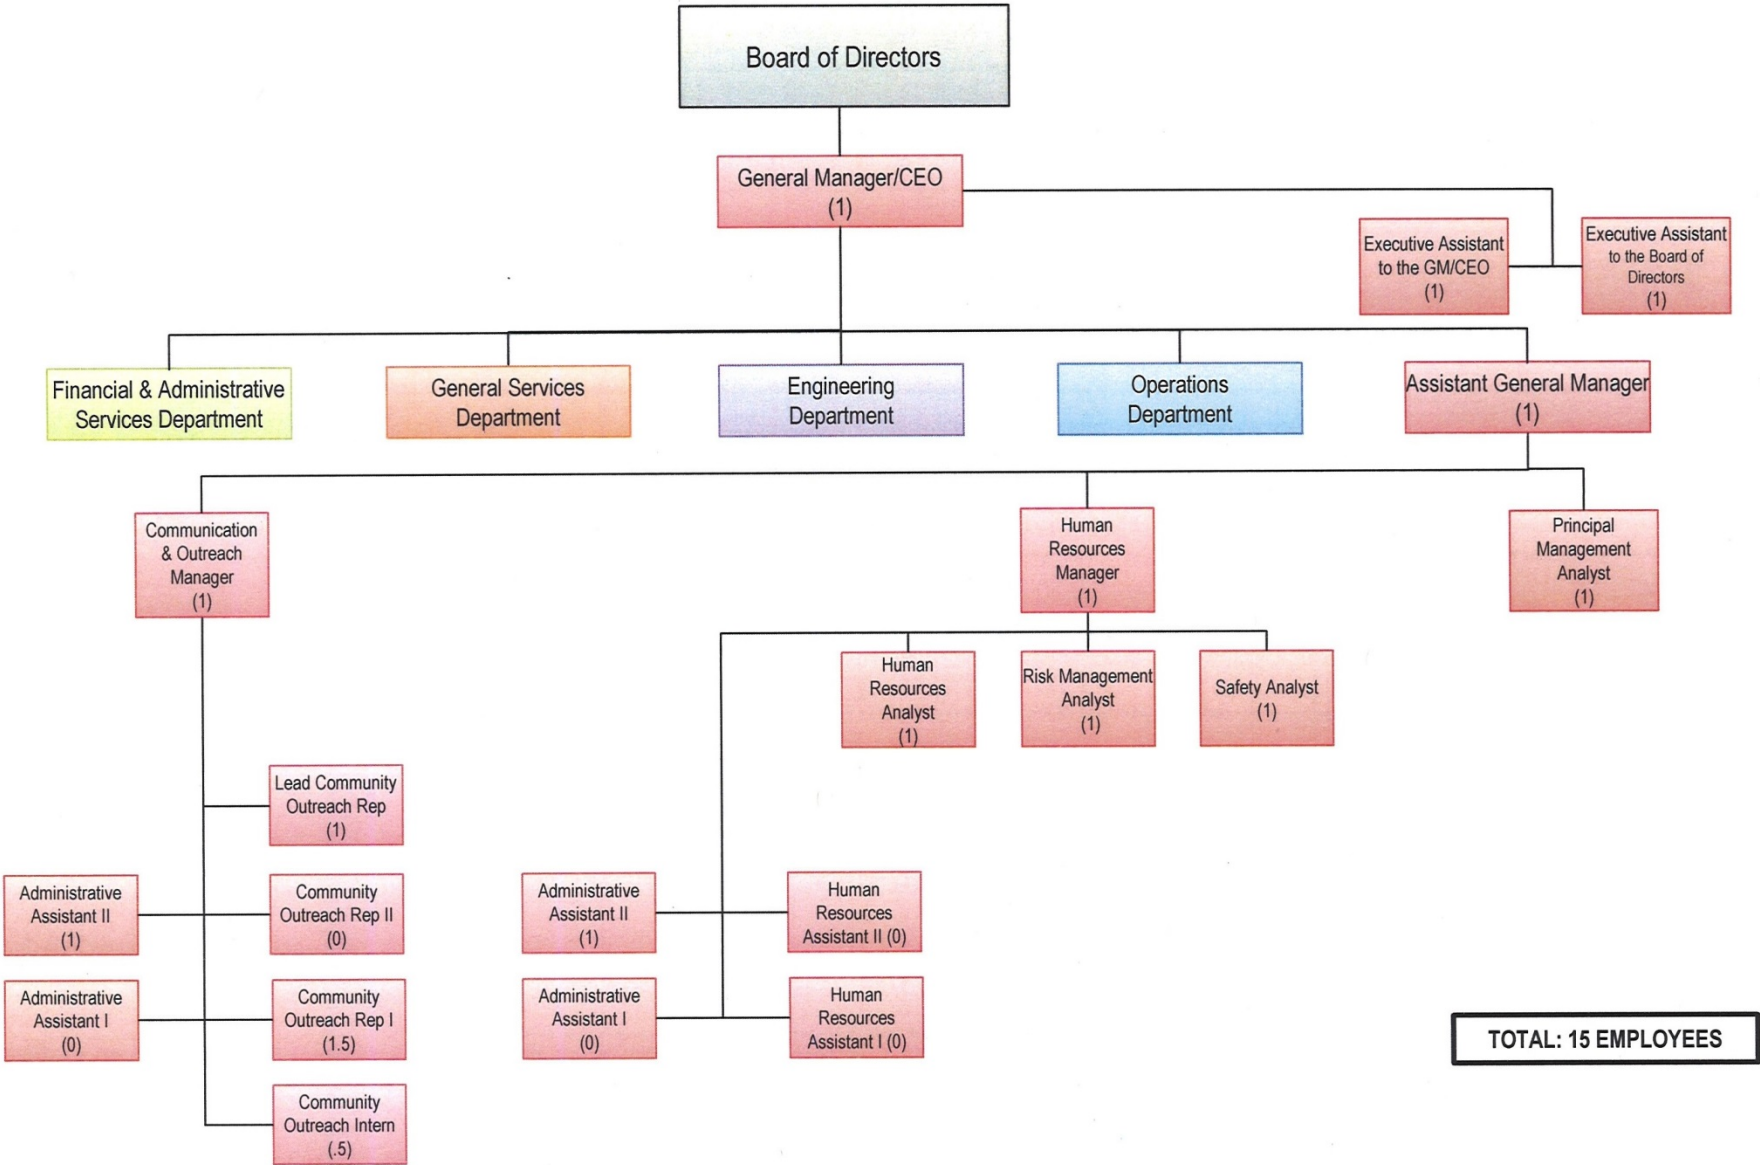 Board of Directors
General Manager/CEO
(1)
Executive Assistant
to the GM/CEO
(1)
Executive Assistant
to the Board of
Directors
(1)
Financial & Administrative
Services Department
General Services
Department
Engineering
Department
Operations
Department
Assistant General Manager
(1)
Communication
& Outreach
Manager
(1)
Human
Resources
Manager
(1)
Principal
Management
Analyst
(1)
Human
Resources
Analyst
(1)
Risk Management
Analyst
(1)
Safety Analyst
(1)
Lead Community
Outreach Rep
(1)
Administrative
Assistant II
(1)
Community
Outreach Rep II
(0)
Administrative
Assistant II
(1)
Human
Resources
Assistant II (0)
Administrative
Assistant I
(0)
Community
Outreach Rep I
(1.5)
Administrative
Assistant I
(0)
Human
Resources
Assistant I (0)
Community
Outreach Intern
(.5)
TOTAL: 15 EMPLOYEES